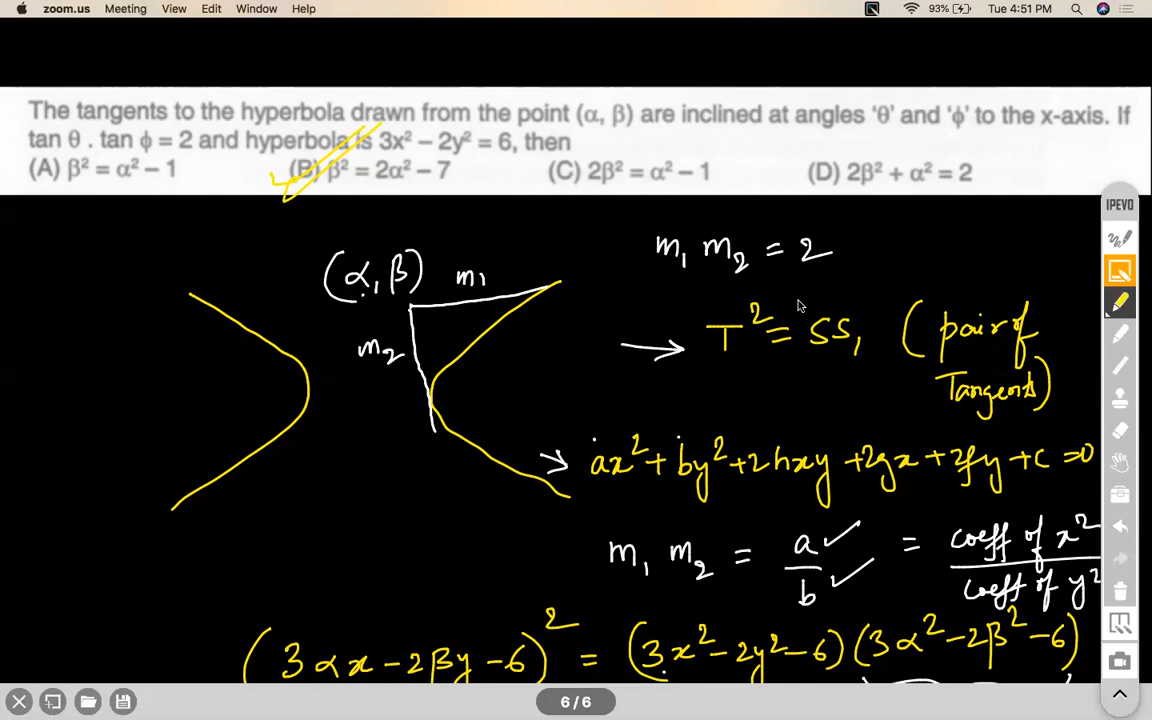 zoom.us Meeting View Edit Window Help 93% Tue 4:51 PM
The tangents to the hyperbola drawn from the point (α, β) are inclined at angles ‘θ’ and ‘ϕ’ to the x-axis. If
tan θ . tan ϕ = 2 and hyperbola is 3x² – 2y² = 6, then
(A) β² = α² – 1 (B) β² = 2α² – 7 (C) 2β² = α² – 1 (D) 2β² + α² = 2
IPEVO
m₁ m₂ = 2
(α, β) m₁
m₂
T² = SS₁ (pair of
Tangents)
ax² + by² + 2hxy + 2gx + 2fy + c = 0
m₁ m₂ = a/b = coeff of x²/coeff of y²
(3αx – 2βy – 6)² = (3x² – 2y² – 6)(3α² – 2β² – 6)
6/6